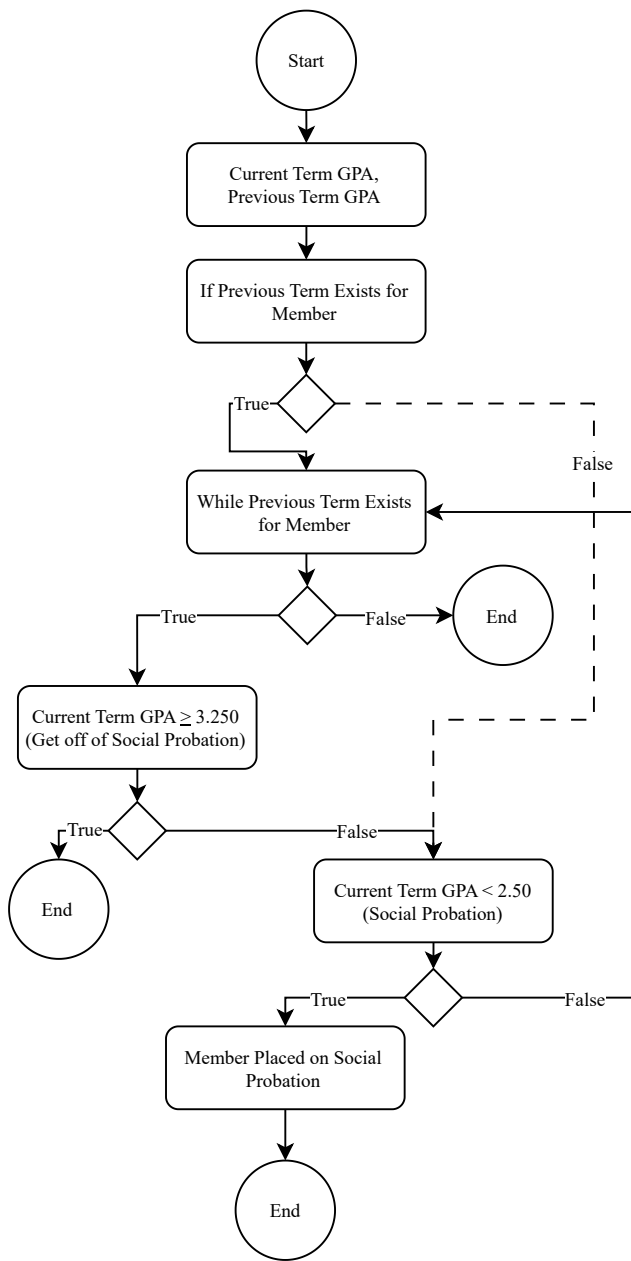 Start
Current Term GPA,
Previous Term GPA
If Previous Term Exists for
Member
True
False
While Previous Term Exists
for Member
True
False
End
Current Term GPA ≥ 3.250
(Get off of Social Probation)
True
False
End
Current Term GPA < 2.50
(Social Probation)
True
False
Member Placed on Social
Probation
End